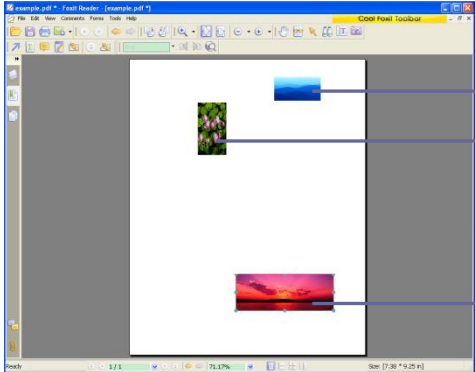 example.pdf * - Foxit Reader - [example.pdf *]
File Edit View Comments Forms Tools Help
Cool Foxit Toolbar
Ready
1 / 1
71.17%
Size: [7.38 * 9.25 in]